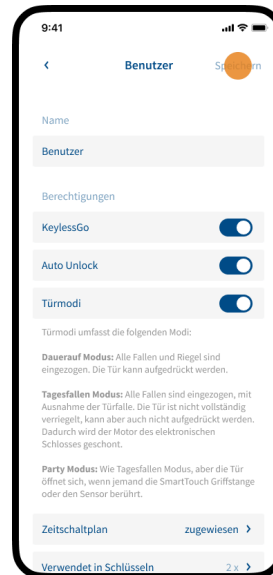 9:41
Benutzer Speichern
Name
Benutzer
Berechtigungen
KeylessGo
Auto Unlock
Türmodi
Türmodi umfasst die folgenden Modi:
Dauerauf Modus: Alle Fallen und Riegel sind
eingezogen. Die Tür kann aufgedrückt werden.
Tagesfallen Modus: Alle Fallen sind eingezogen, mit
Ausnahme der Türfalle. Die Tür ist nicht vollständig
verriegelt, kann aber auch nicht aufgedrückt werden.
Dadurch wird der Motor des elektronischen
Schlosses geschont.
Party Modus: Wie Tagesfallen Modus, aber die Tür
öffnet sich, wenn jemand die SmartTouch Griffstange
oder den Sensor berührt.
Zeitschaltplan zugewiesen
Verwendet in Schlüsseln 2 x